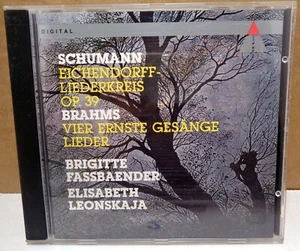 DIGITAL
SCHUMANN
EICHENDORFF-
LIEDERKREIS
OP. 39
BRAHMS
VIER ERNSTE GESÄNGE
LIEDER
BRIGITTE
FASSBAENDER
ELISABETH
LEONSKAJA